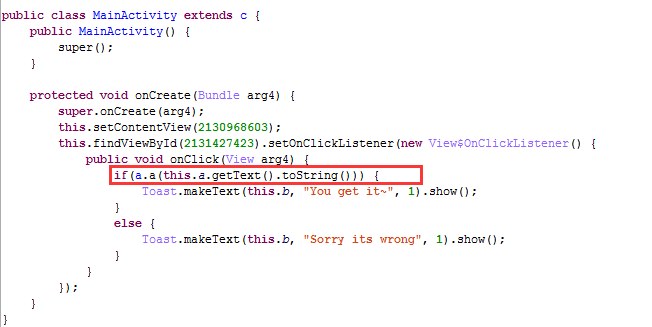 public class MainActivity extends c {
    public MainActivity() {
        super();
    }

    protected void onCreate(Bundle arg4) {
        super.onCreate(arg4);
        this.setContentView(2130968603);
        this.findViewById(2131427423).setOnClickListener(new View$OnClickListener() {
            public void onClick(View arg4) {
                if(a.a(this.a.getText().toString())) {
                    Toast.makeText(this.b, "You get it~", 1).show();
                }
                else {
                    Toast.makeText(this.b, "Sorry its wrong", 1).show();
                }
            }
        });
    }
}